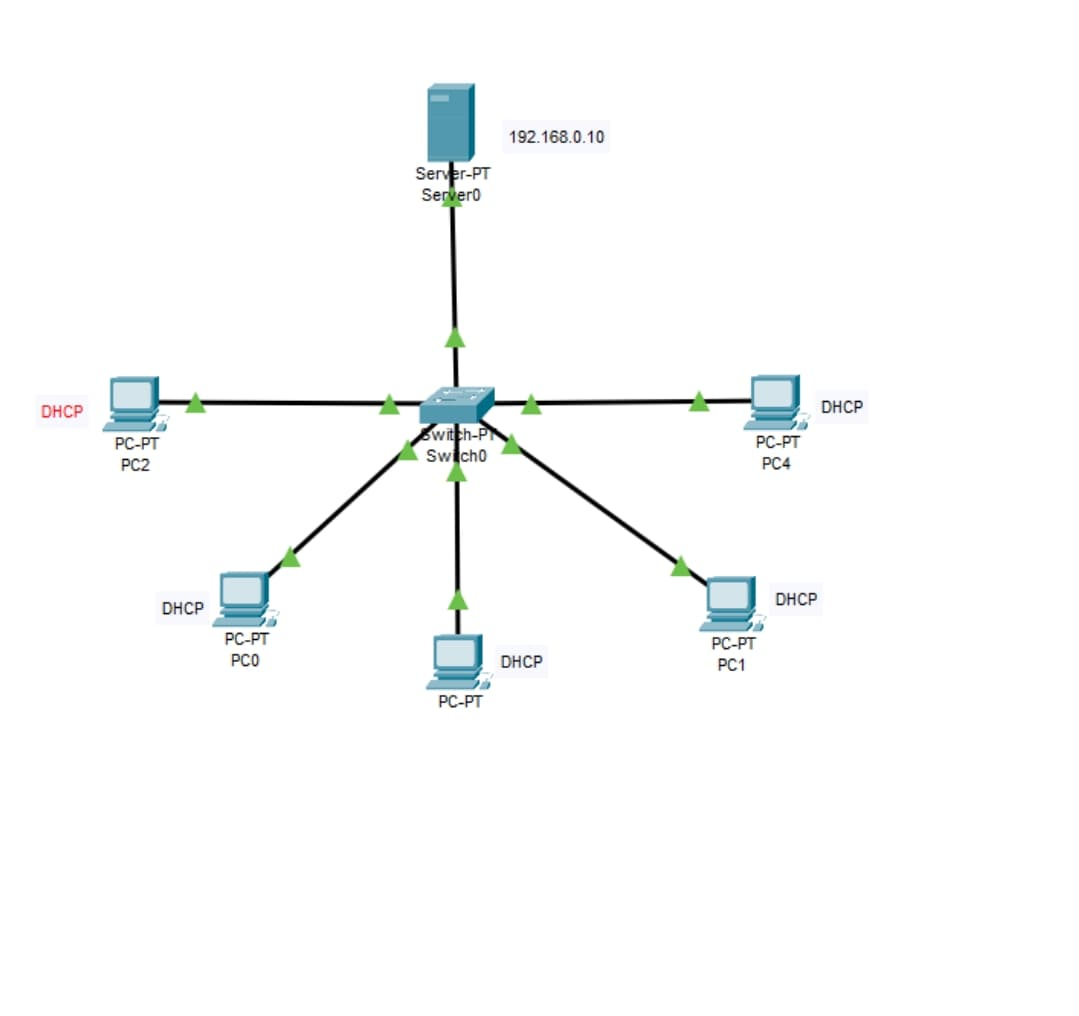 192.168.0.10
Server-PT
Server0
DHCP
PC-PT
PC2
Switch-PT
Switch0
DHCP
PC-PT
PC4
DHCP
PC-PT
PC0
DHCP
PC-PT
DHCP
PC-PT
PC1